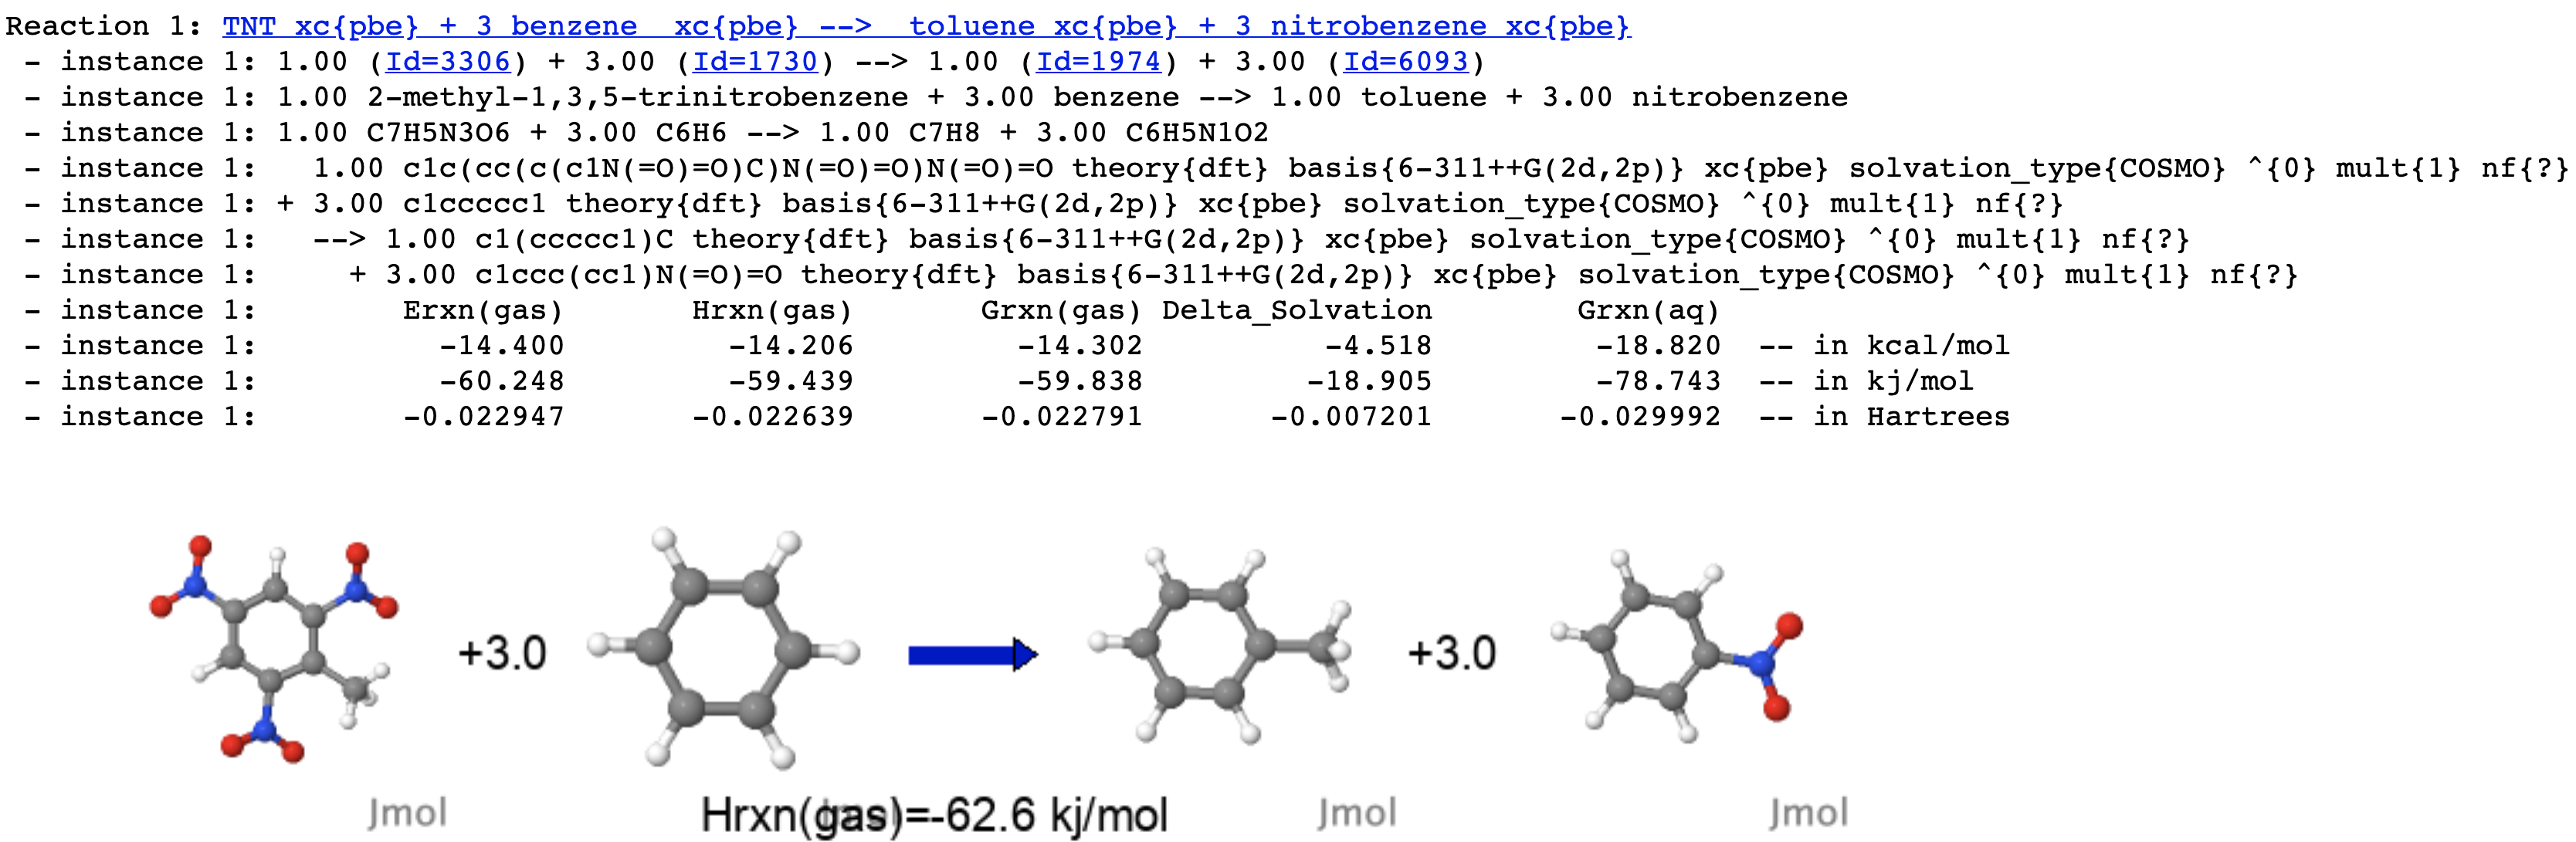 Reaction 1: TNT xc{pbe} + 3 benzene  xc{pbe} -->  toluene xc{pbe} + 3 nitrobenzene xc{pbe}
- instance 1: 1.00 (Id=3306) + 3.00 (Id=1730) --> 1.00 (Id=1974) + 3.00 (Id=6093)
- instance 1: 1.00 2-methyl-1,3,5-trinitrobenzene + 3.00 benzene --> 1.00 toluene + 3.00 nitrobenzene
- instance 1: 1.00 C7H5N3O6 + 3.00 C6H6 --> 1.00 C7H8 + 3.00 C6H5N1O2
- instance 1:   1.00 c1c(cc(c(c1N(=O)=O)C)N(=O)=O)N(=O)=O theory{dft} basis{6-311++G(2d,2p)} xc{pbe} solvation_type{COSMO} ^{0} mult{1} nf{?}
- instance 1: + 3.00 c1ccccc1 theory{dft} basis{6-311++G(2d,2p)} xc{pbe} solvation_type{COSMO} ^{0} mult{1} nf{?}
- instance 1:   --> 1.00 c1(ccccc1)C theory{dft} basis{6-311++G(2d,2p)} xc{pbe} solvation_type{COSMO} ^{0} mult{1} nf{?}
- instance 1:     + 3.00 c1ccc(cc1)N(=O)=O theory{dft} basis{6-311++G(2d,2p)} xc{pbe} solvation_type{COSMO} ^{0} mult{1} nf{?}
- instance 1:        Erxn(gas)       Hrxn(gas)       Grxn(gas) Delta_Solvation        Grxn(aq)
- instance 1:          -14.400         -14.206         -14.302          -4.518         -18.820  -- in kcal/mol
- instance 1:          -60.248         -59.439         -59.838         -18.905         -78.743  -- in kj/mol
- instance 1:        -0.022947       -0.022639       -0.022791       -0.007201       -0.029992  -- in Hartrees
+3.0 +3.0
Jmol Hrxn(gas)=-62.6 kj/mol Jmol Jmol